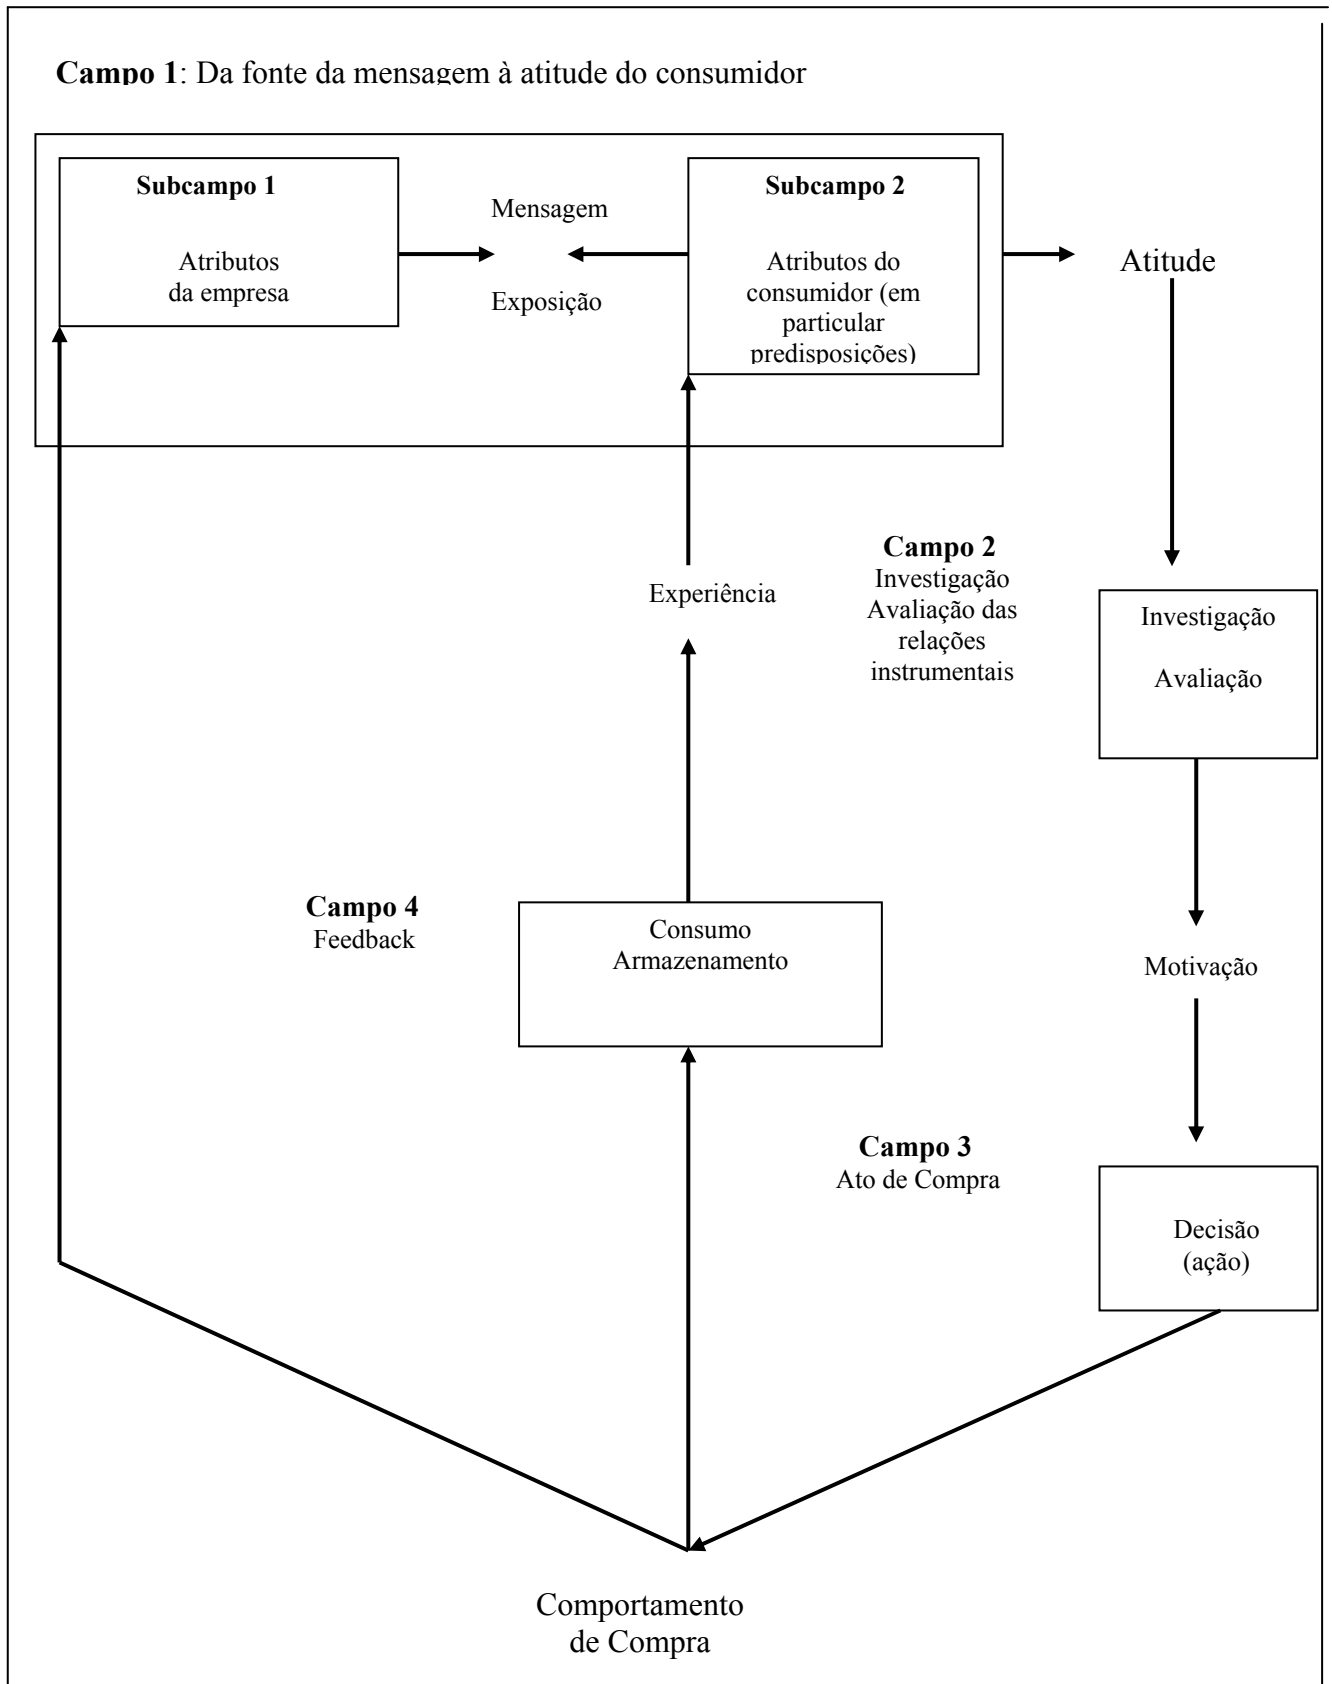 Campo 1: Da fonte da mensagem à atitude do consumidor
Subcampo 1
Atributos
da empresa
Mensagem
Exposição
Subcampo 2
Atributos do
consumidor (em
particular
predisposições)
Atitude
Experiência
Campo 2
Investigação
Avaliação das
relações
instrumentais
Investigação
Avaliação
Campo 4
Feedback
Consumo
Armazenamento
Motivação
Campo 3
Ato de Compra
Decisão
(ação)
Comportamento
de Compra